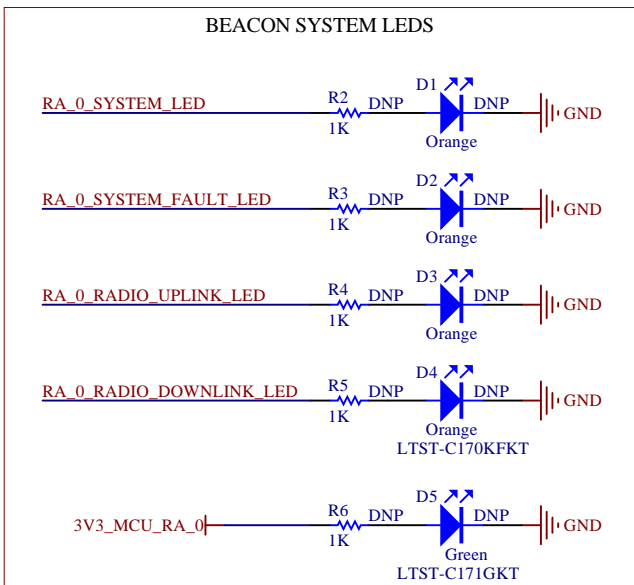 BEACON SYSTEM LEDS
D1
RA_0_SYSTEM_LED R2 DNP DNP
GND
1K
Orange
D2
RA_0_SYSTEM_FAULT_LED R3 DNP DNP
GND
1K
Orange
D3
RA_0_RADIO_UPLINK_LED R4 DNP DNP
GND
1K
Orange
D4
RA_0_RADIO_DOWNLINK_LED R5 DNP DNP
GND
1K
Orange
LTST-C170KFKT
D5
R6 DNP DNP
3V3_MCU_RA_0 GND
1K
Green
LTST-C171GKT